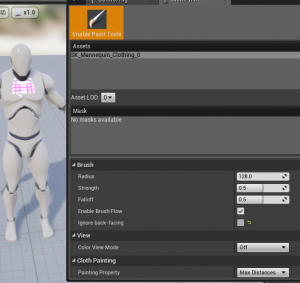 x1.0
Enable Paint Tools
Assets
SK_Mannequin_Clothing_0
Asset LOD: 0
Mask
No masks available
Brush
Radius 128.0
Strength 0.5
Falloff 0.5
Enable Brush Flow
Ignore back-facing
View
Color View Mode Off
Cloth Painting
Painting Property Max Distances